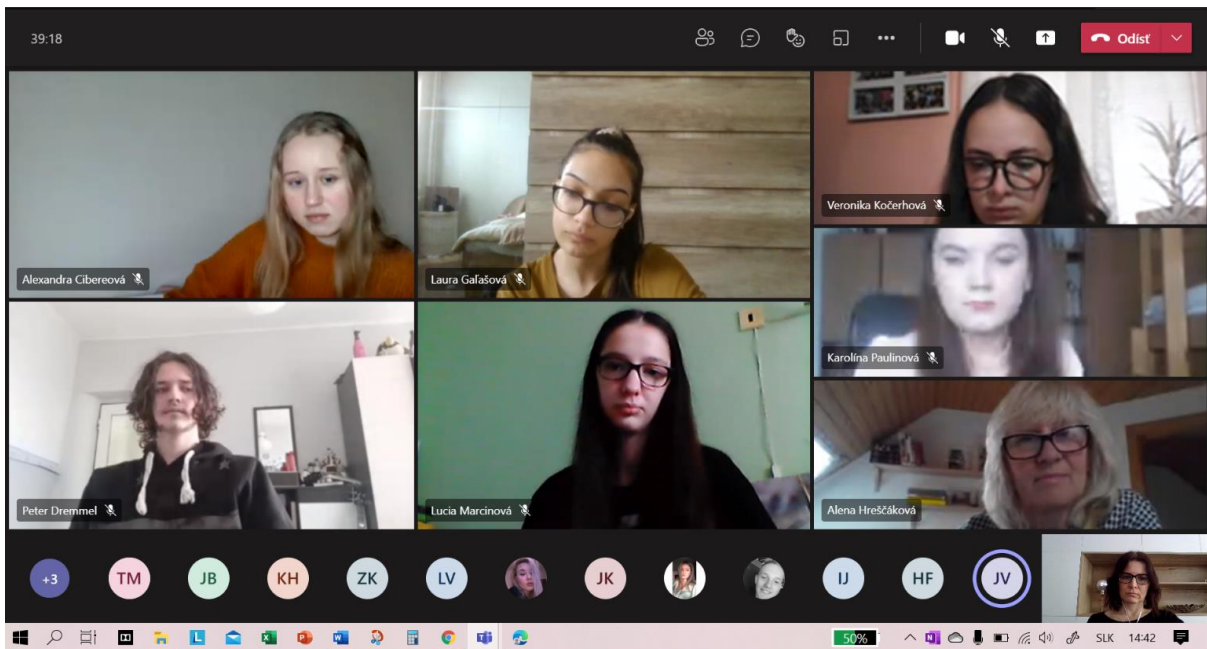 39:18
Odísť
Alexandra Cibereová
Laura Gaľašová
Veronika Kočerhová
Karolína Paulinová
Peter Dremmel
Lucia Marcinová
Alena Hreščáková
+3
TM
JB
KH
ZK
LV
JK
IJ
HF
JV
50%
SLK
14:42